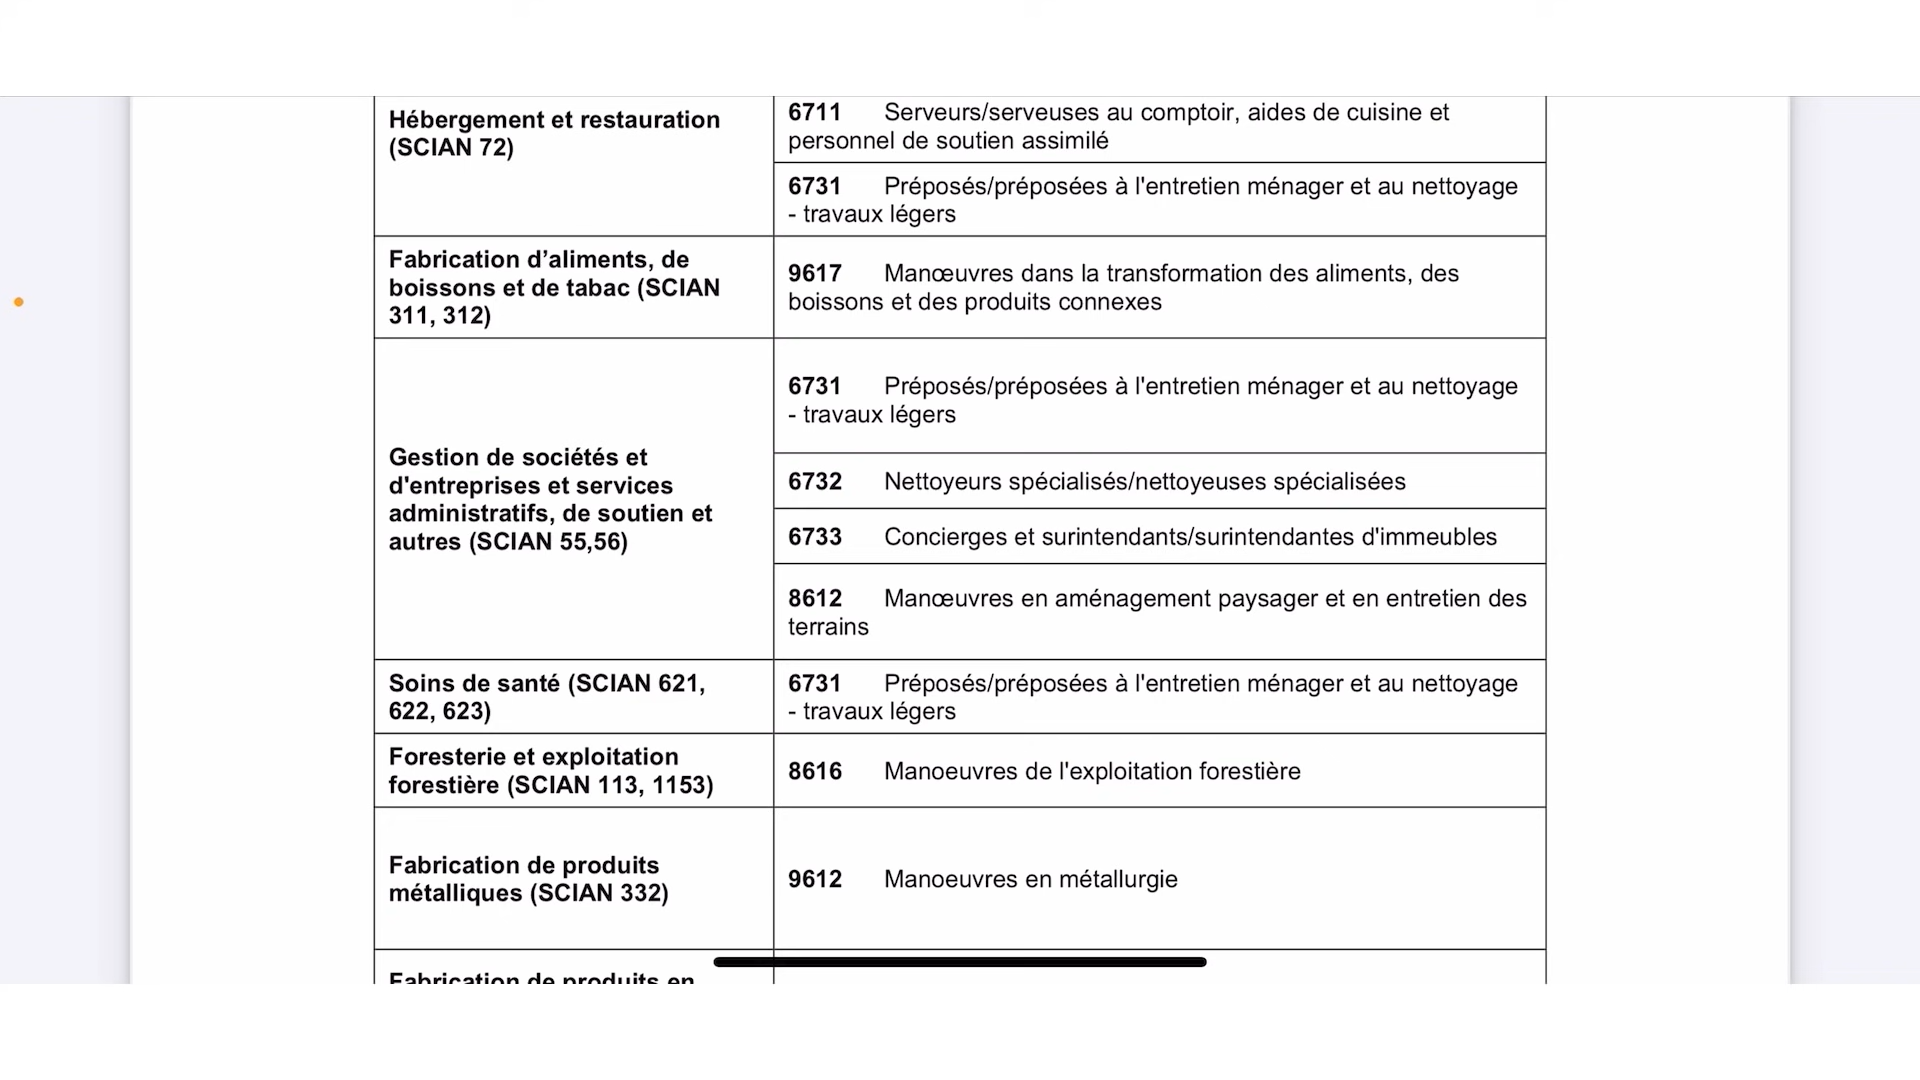 Hébergement et restauration
(SCIAN 72)
6711 Serveurs/serveuses au comptoir, aides de cuisine et
personnel de soutien assimilé
6731 Préposés/préposées à l'entretien ménager et au nettoyage
- travaux légers
Fabrication d’aliments, de
boissons et de tabac (SCIAN
311, 312)
9617 Manœuvres dans la transformation des aliments, des
boissons et des produits connexes
Gestion de sociétés et
d'entreprises et services
administratifs, de soutien et
autres (SCIAN 55,56)
6731 Préposés/préposées à l'entretien ménager et au nettoyage
- travaux légers
6732 Nettoyeurs spécialisés/nettoyeuses spécialisées
6733 Concierges et surintendants/surintendantes d'immeubles
8612 Manœuvres en aménagement paysager et en entretien des
terrains
Soins de santé (SCIAN 621,
622, 623)
6731 Préposés/préposées à l'entretien ménager et au nettoyage
- travaux légers
Foresterie et exploitation
forestière (SCIAN 113, 1153)
8616 Manoeuvres de l'exploitation forestière
Fabrication de produits
métalliques (SCIAN 332)
9612 Manoeuvres en métallurgie
Fabrication de produits en